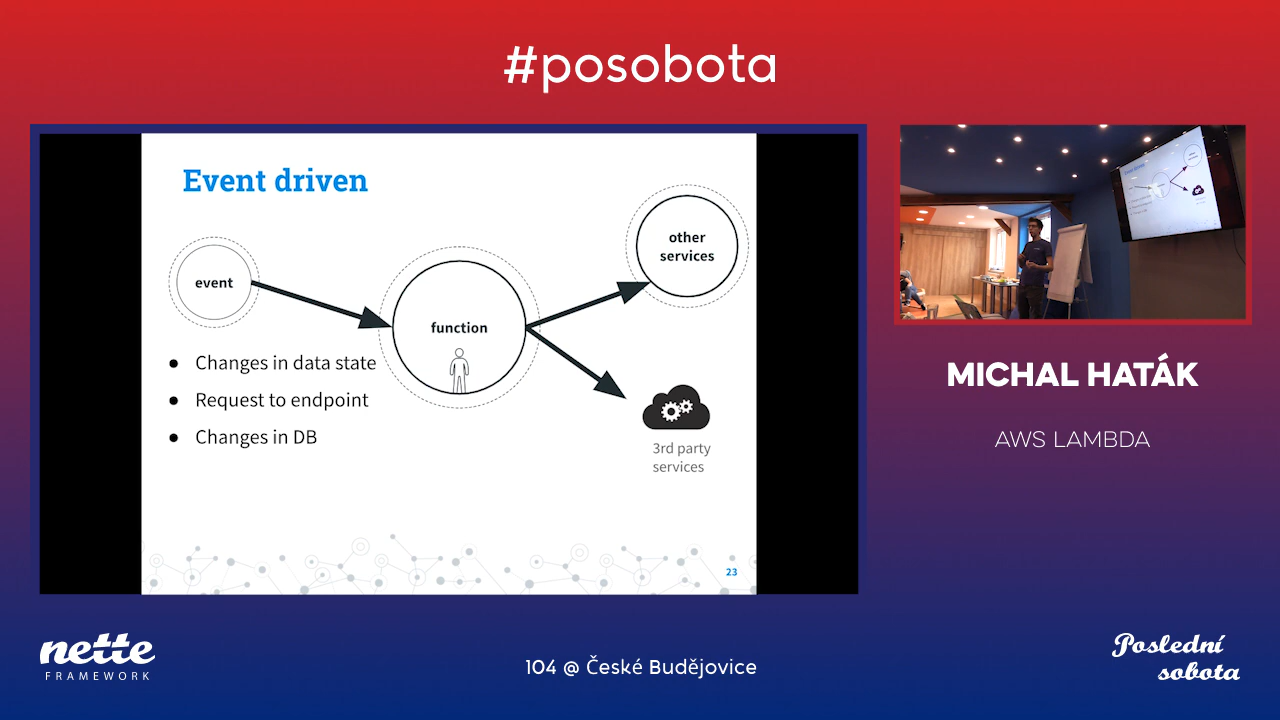 #posobota
Event driven
event
function
other
services
● Changes in data state
● Request to endpoint
● Changes in DB
3rd party
services
23
MICHAL HATÁK
AWS LAMBDA
nette
FRAMEWORK
104 @ České Budějovice
Poslední
sobota